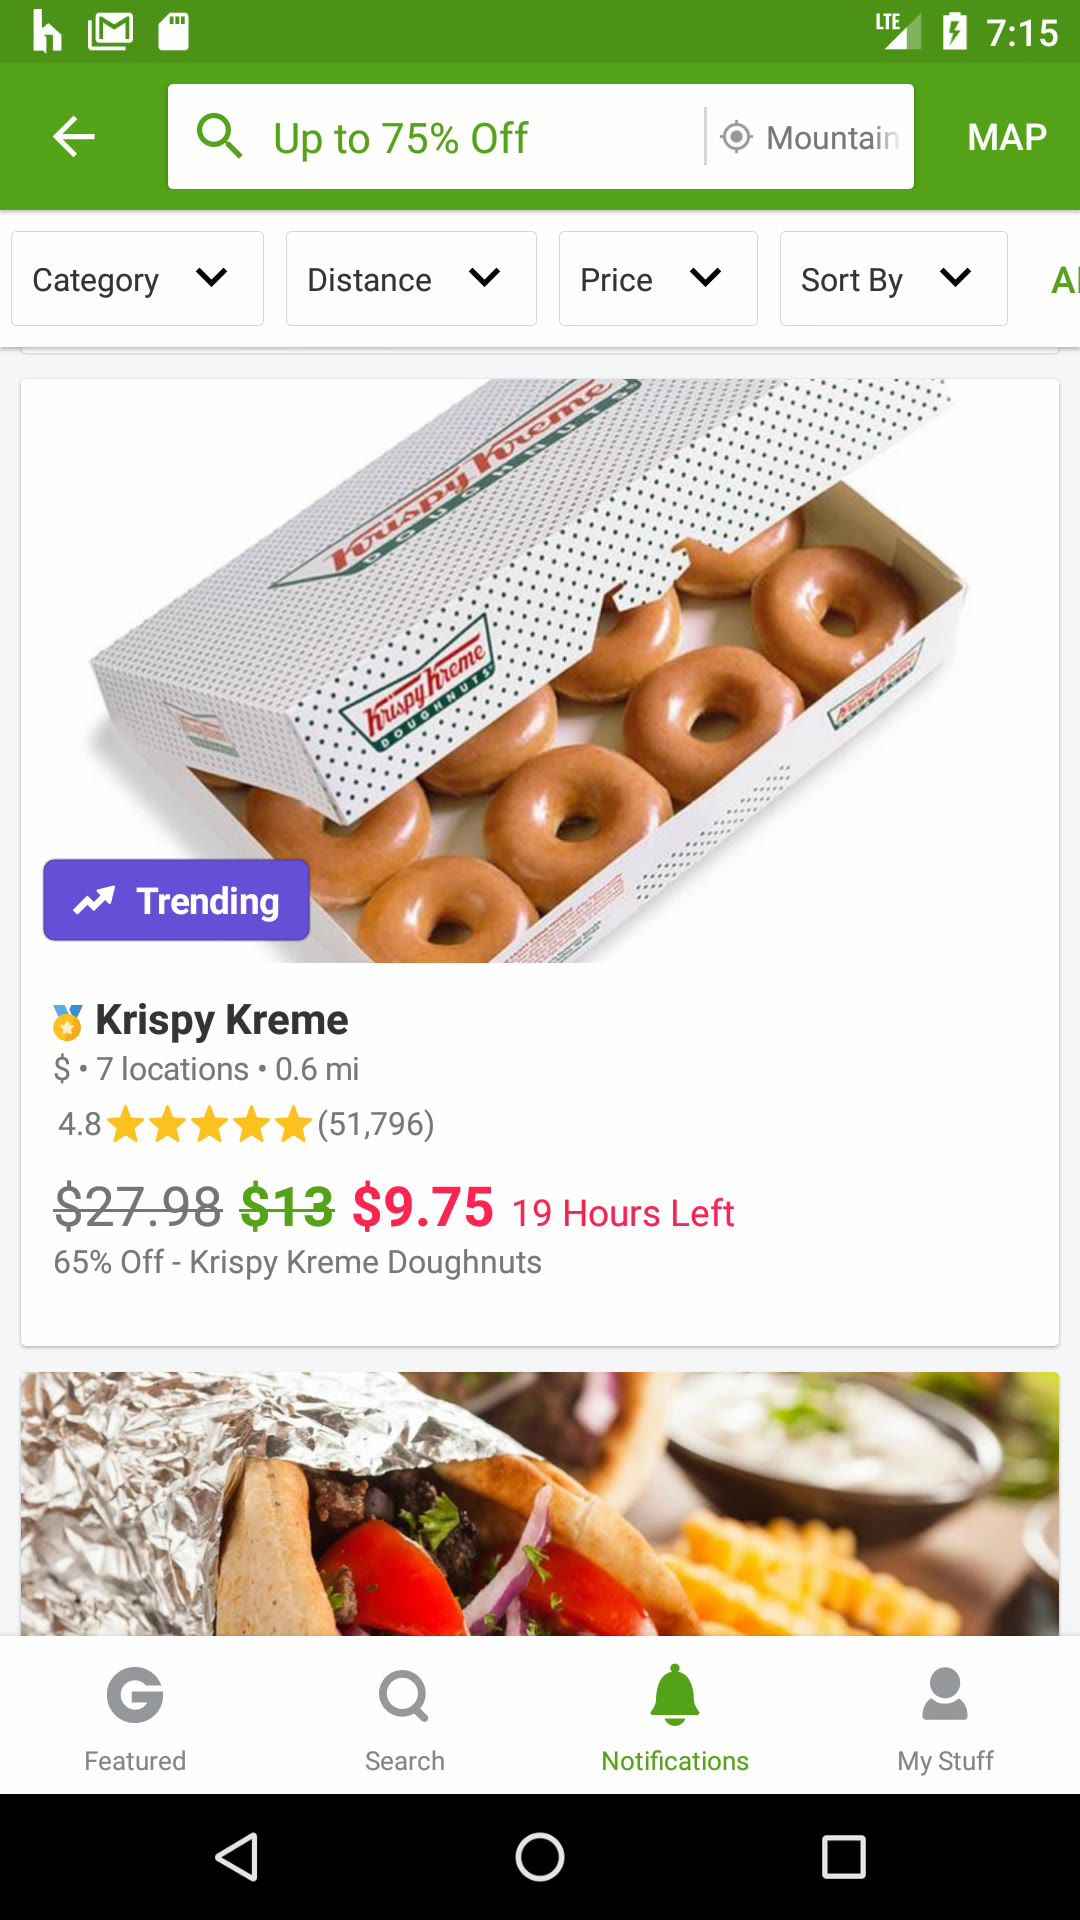 LTE 7:15
Up to 75% Off Mountain MAP
Category Distance Price Sort By
Krispy Kreme
DOUGHNUTS
Krispy Kreme
DOUGHNUTS
Krispy Kreme
Trending
Krispy Kreme
$ • 7 locations • 0.6 mi
4.8 (51,796)
$27.98 $13 $9.75 19 Hours Left
65% Off - Krispy Kreme Doughnuts
Featured Search Notifications My Stuff